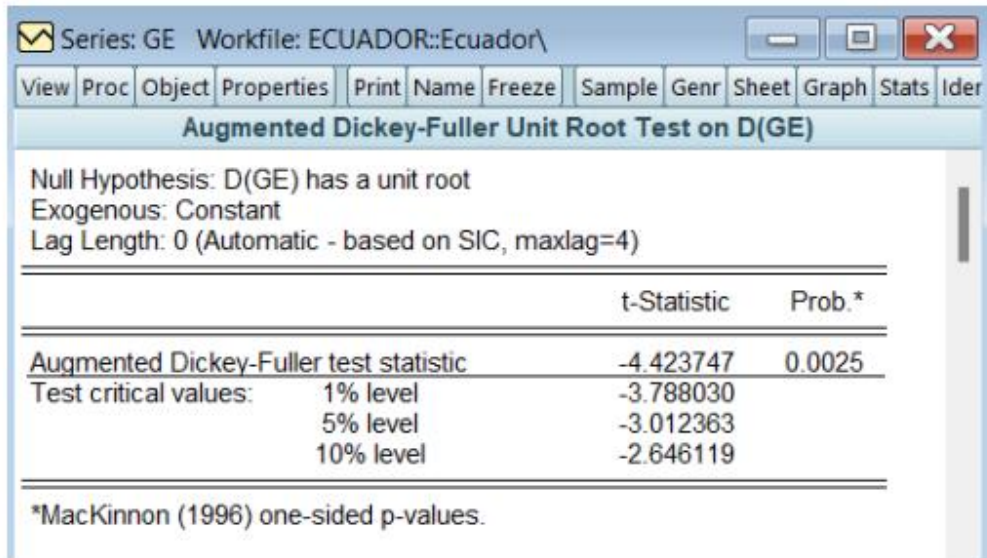 Series: GE Workfile: ECUADOR::Ecuador\
View Proc Object Properties Print Name Freeze Sample Genr Sheet Graph Stats Iden
Augmented Dickey-Fuller Unit Root Test on D(GE)
Null Hypothesis: D(GE) has a unit root
Exogenous: Constant
Lag Length: 0 (Automatic - based on SIC, maxlag=4)
t-Statistic Prob.*
Augmented Dickey-Fuller test statistic -4.423747 0.0025
Test critical values: 1% level -3.788030
5% level -3.012363
10% level -2.646119
*MacKinnon (1996) one-sided p-values.